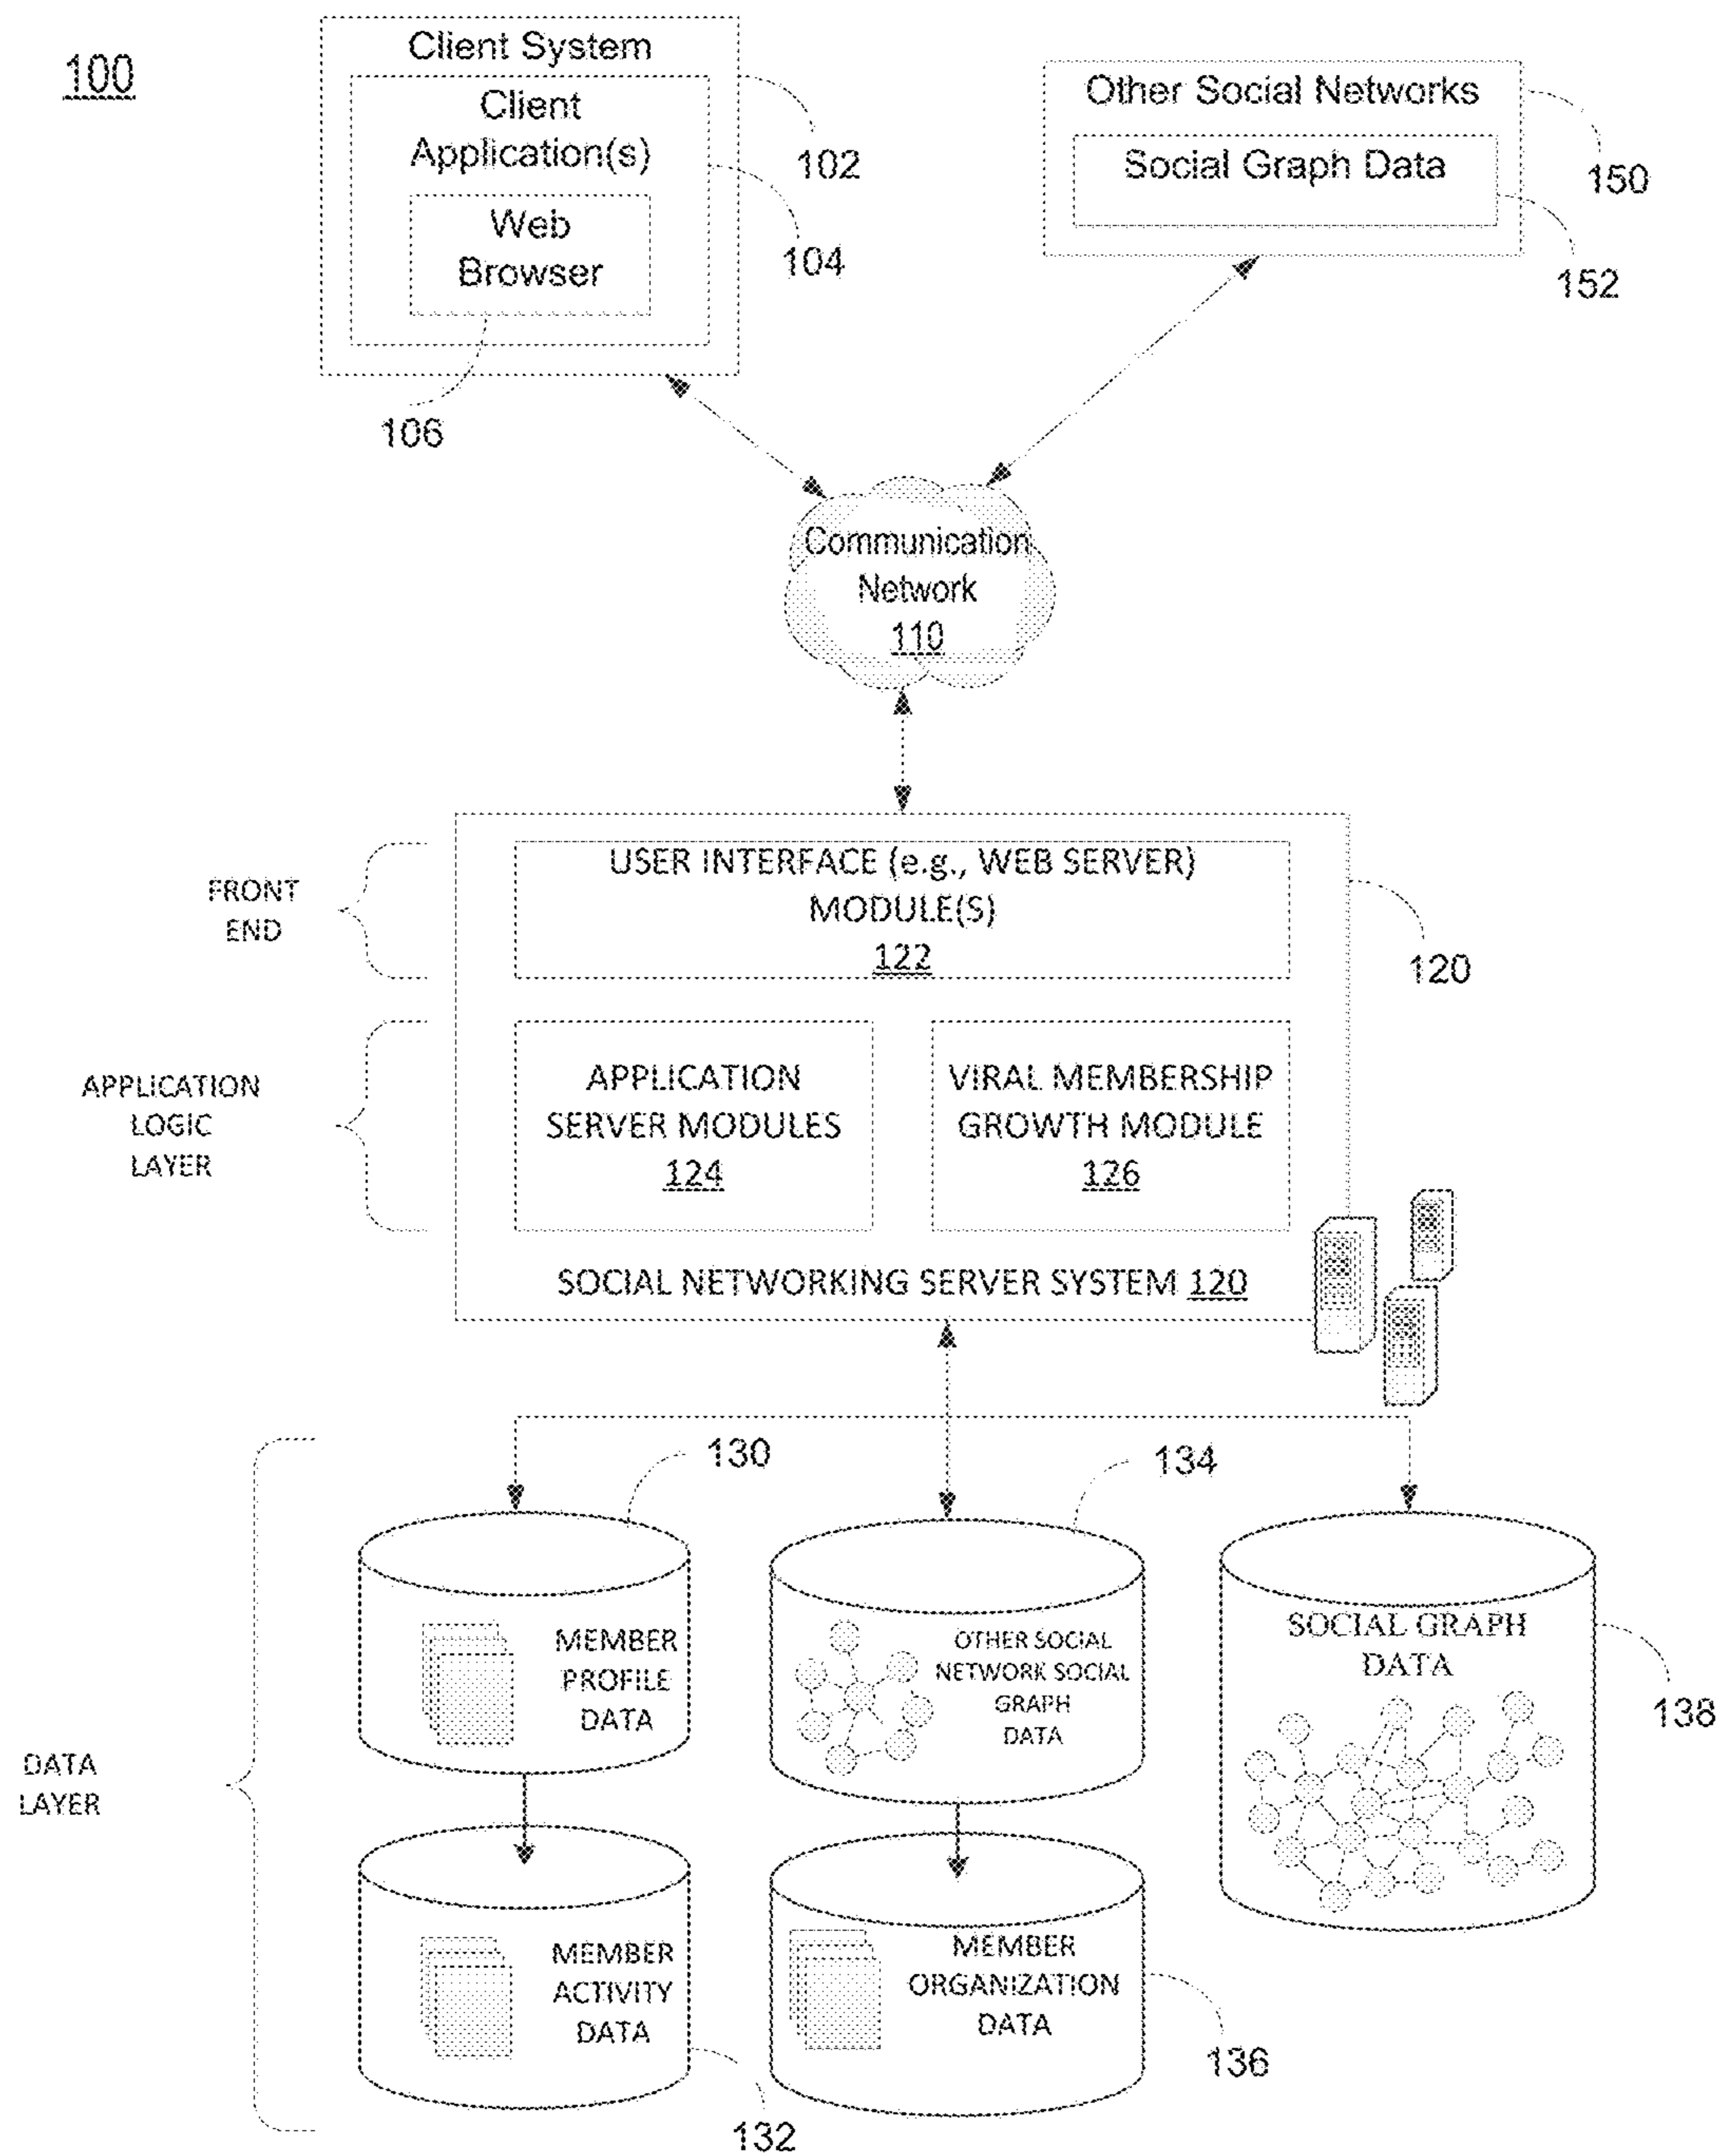 100
Client System
Client
Application(s)
Web
Browser
102
104
106
Other Social Networks
Social Graph Data
150
152
Communication
Network
110
FRONT
END
USER INTERFACE (e.g., WEB SERVER)
MODULE(S)
122
120
APPLICATION
LOGIC
LAYER
APPLICATION
SERVER MODULES
124
VIRAL MEMBERSHIP
GROWTH MODULE
126
SOCIAL NETWORKING SERVER SYSTEM 120
DATA
LAYER
130
MEMBER
PROFILE
DATA
134
OTHER SOCIAL
NETWORK SOCIAL
GRAPH
DATA
SOCIAL GRAPH
DATA
138
MEMBER
ACTIVITY
DATA
132
MEMBER
ORGANIZATION
DATA
136